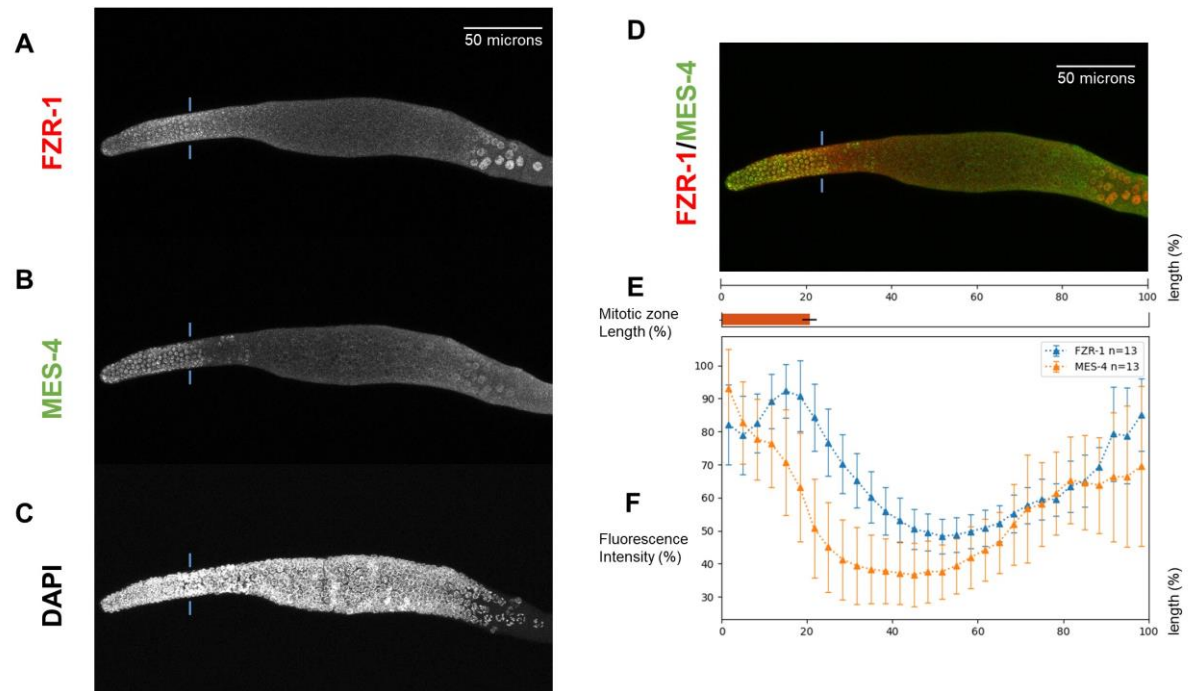 A
50 microns
FZR-1
B
MES-4
C
DAPI
D
50 microns
FZR-1/MES-4
length (%)
E
0 20 40 60 80 100
Mitotic zone
Length (%)
FZR-1 n=13
MES-4 n=13
100
90
80
70
60
50
40
30
F
Fluorescence
Intensity (%)
0 20 40 60 80 100
length (%)